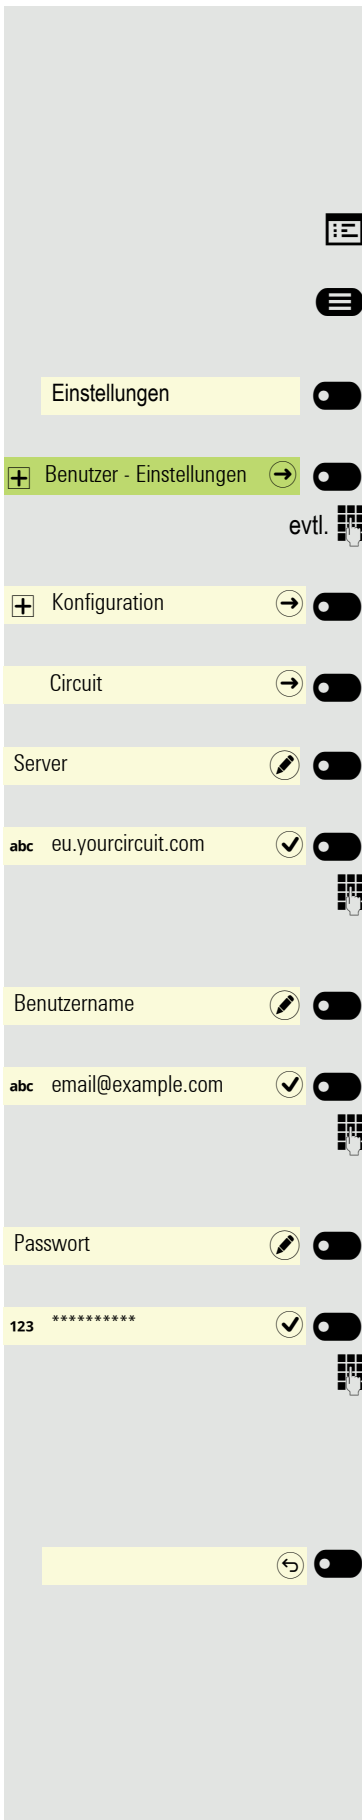 Einstellungen
Benutzer - Einstellungen
evtl.
Konfiguration
Circuit
Server
abc eu.yourcircuit.com
Benutzername
abc email@example.com
Passwort
123 **********